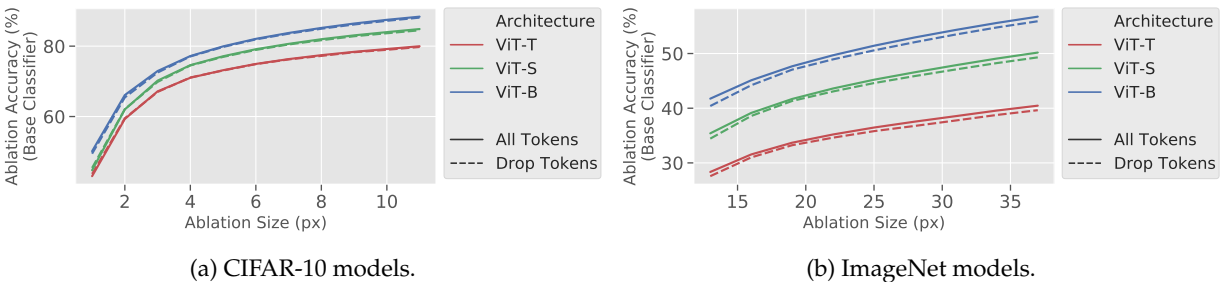 Ablation Accuracy (%)
(Base Classifier)
80
60
2
4
6
8
10
Ablation Size (px)
Architecture
ViT-T
ViT-S
ViT-B
All Tokens
Drop Tokens
(a) CIFAR-10 models.
Ablation Accuracy (%)
(Base Classifier)
50
40
30
15
20
25
30
35
Ablation Size (px)
Architecture
ViT-T
ViT-S
ViT-B
All Tokens
Drop Tokens
(b) ImageNet models.